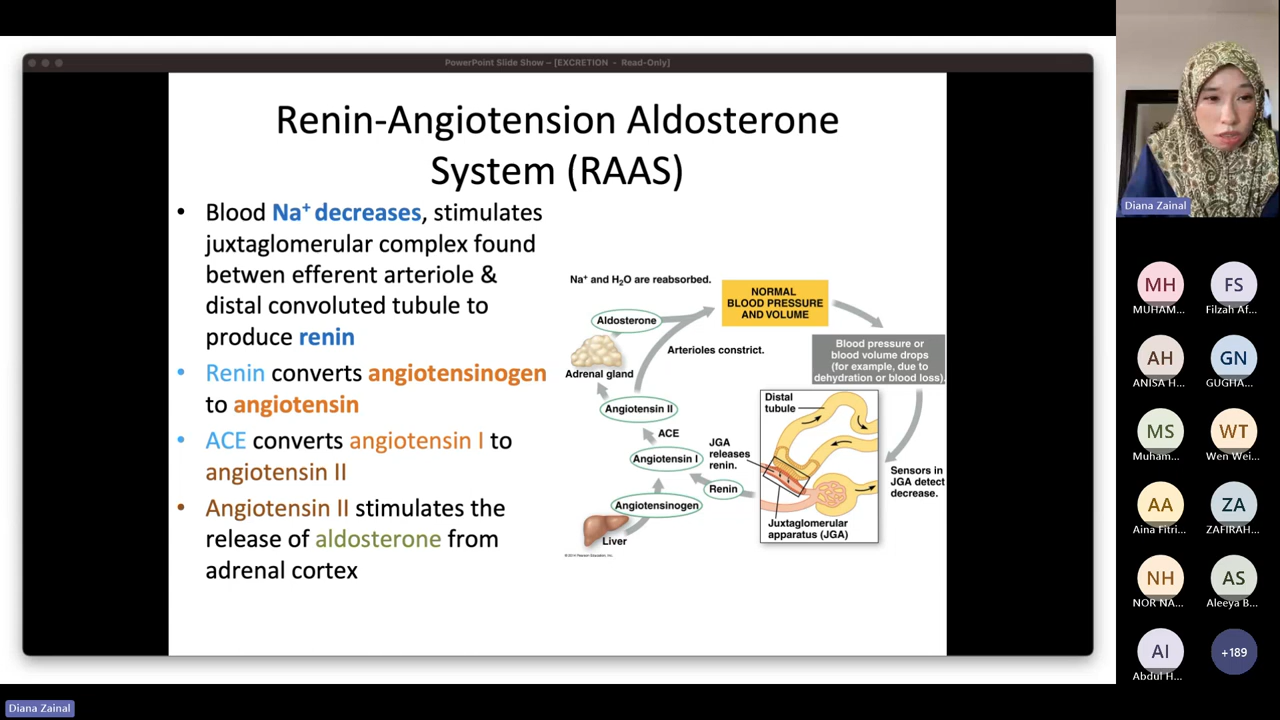 PowerPoint Slide Show – [EXCRETION - Read-Only]
Renin-Angiotension Aldosterone
System (RAAS)
• Blood Na+ decreases, stimulates
juxtaglomerular complex found
betwen efferent arteriole &
distal convoluted tubule to
produce renin
• Renin converts angiotensinogen
to angiotensin
• ACE converts angiotensin I to
angiotensin II
• Angiotensin II stimulates the
release of aldosterone from
adrenal cortex
Na+ and H2O are reabsorbed.
NORMAL
BLOOD PRESSURE
AND VOLUME
Aldosterone
Arterioles constrict.
Adrenal gland
Blood pressure or
blood volume drops
(for example, due to
dehydration or blood loss).
Angiotensin II
ACE
Angiotensin I
JGA
releases
renin.
Renin
Angiotensinogen
Liver
Distal
tubule
Juxtaglomerular
apparatus (JGA)
Sensors in
JGA detect
decrease.
© 2014 Pearson Education, Inc.
Diana Zainal
MH
MUHAM...
FS
Filzah Af...
AH
ANISA H...
GN
GUGHA...
MS
Muham...
WT
Wen Wei...
AA
Aina Fitri...
ZA
ZAFIRAH...
NH
NOR NA...
AS
Aleeya B...
AI
Abdul H...
+189
Diana Zainal